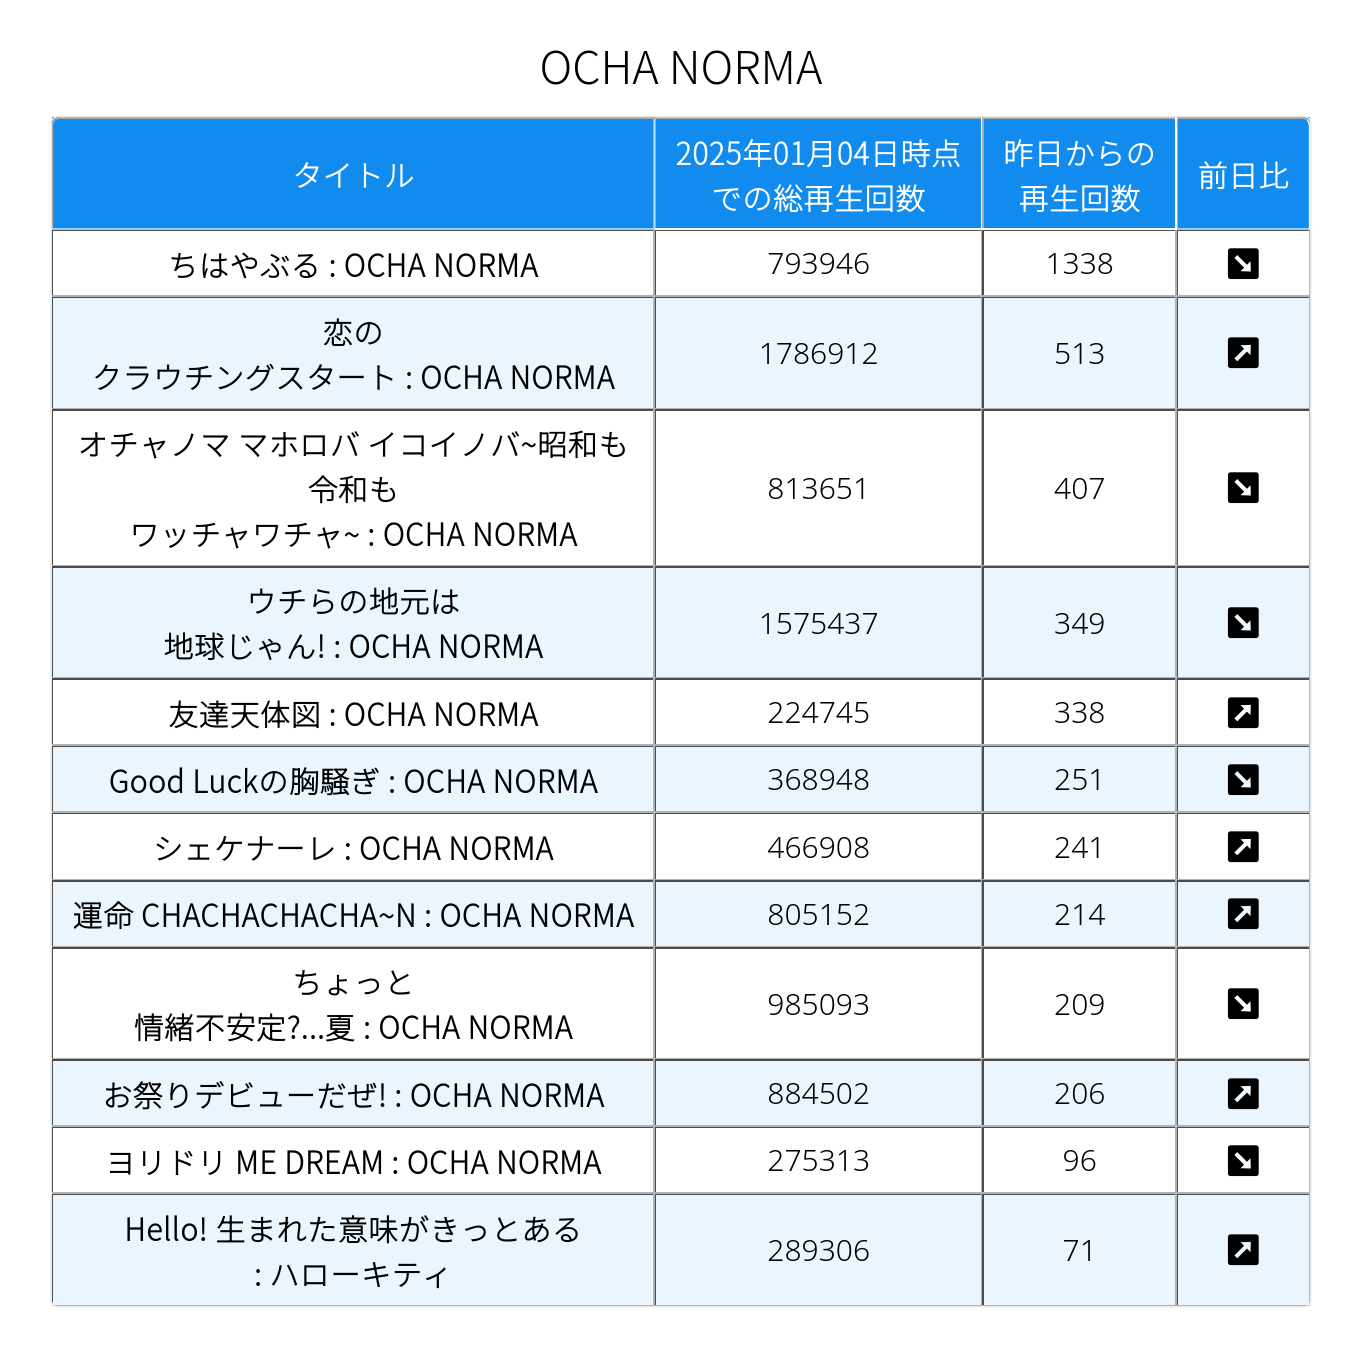 OCHA NORMA
タイトル
2025年01月04日時点
での総再生回数
昨日からの
再生回数
前日比
ちはやぶる : OCHA NORMA
793946
1338
恋の
クラウチングスタート : OCHA NORMA
1786912
513
オチャノマ マホロバ イコイノバ~昭和も
令和も
ワッチャワチャ~ : OCHA NORMA
813651
407
ウチらの地元は
地球じゃん! : OCHA NORMA
1575437
349
友達天体図 : OCHA NORMA
224745
338
Good Luckの胸騒ぎ : OCHA NORMA
368948
251
シェケナーレ : OCHA NORMA
466908
241
運命 CHACHACHACHA~N : OCHA NORMA
805152
214
ちょっと
情緒不安定?...夏 : OCHA NORMA
985093
209
お祭りデビューだぜ! : OCHA NORMA
884502
206
ヨリドリ ME DREAM : OCHA NORMA
275313
96
Hello! 生まれた意味がきっとある
: ハローキティ
289306
71